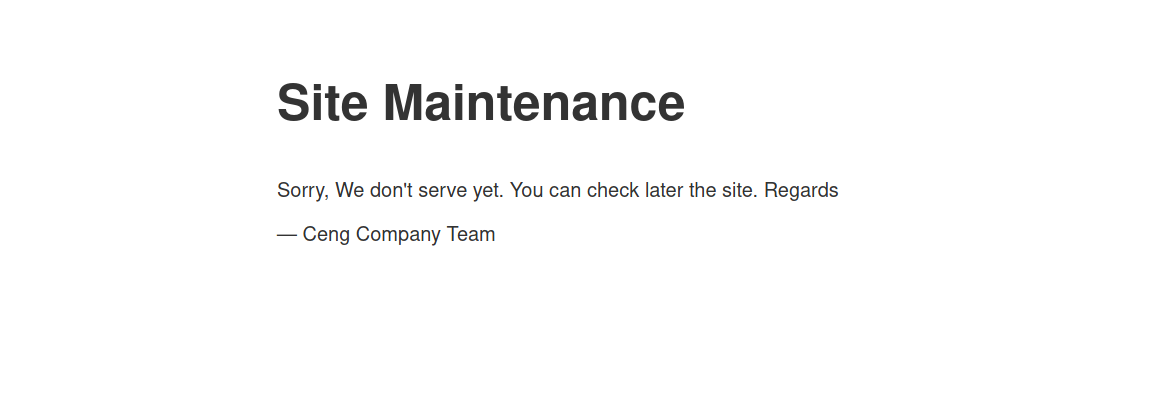 Site Maintenance
Sorry, We don't serve yet. You can check later the site. Regards
— Ceng Company Team